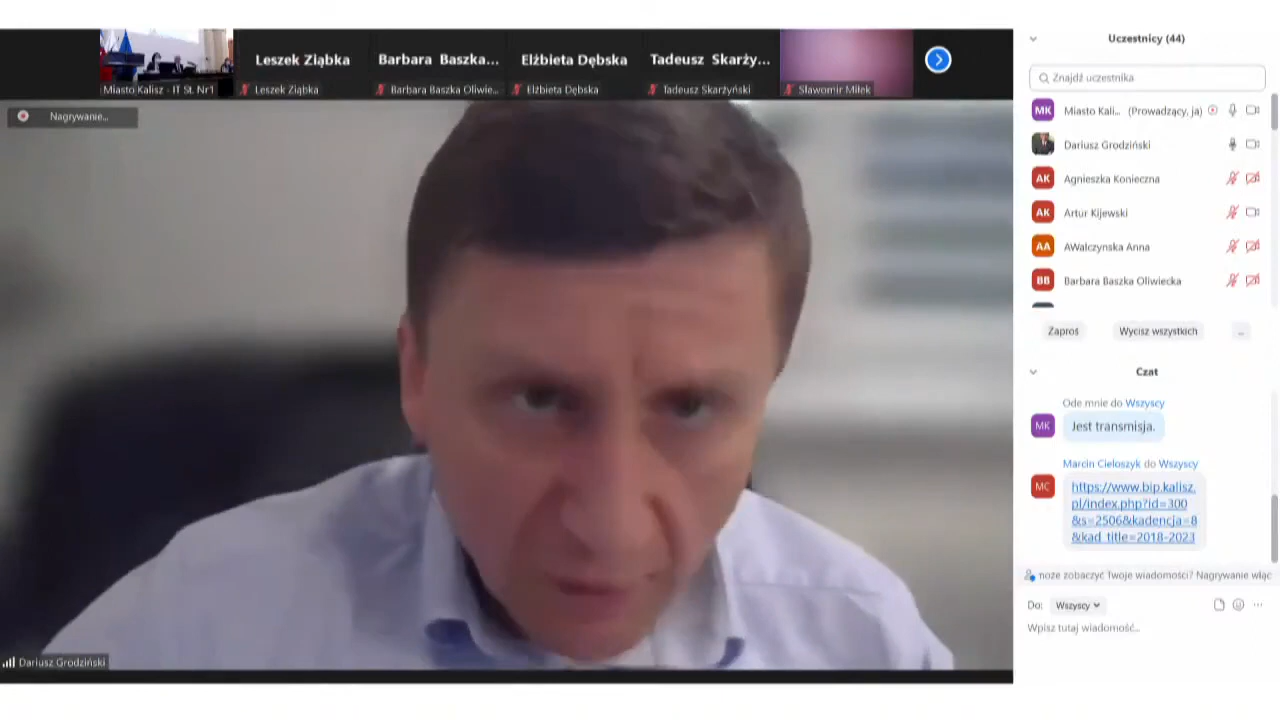 Leszek Ziąbka
Barbara Baszka...
Elżbieta Dębska
Tadeusz Skarży...
Miasto Kalisz - IT St. Nr1
Leszek Ziąbka
Barbara Baszka Oliwie...
Elżbieta Dębska
Tadeusz Skarżyński
Sławomir Miłek
Nagrywanie...
Dariusz Grodziński
Uczestnicy (44)
Znajdź uczestnika
MK Miasto Kali... (Prowadzący, ja)
Dariusz Grodziński
AK Agnieszka Konieczna
AK Artur Kijewski
AA AWalczynska Anna
BB Barbara Baszka Oliwiecka
Zaproś Wycisz wszystkich ...
Czat
Ode mnie do Wszyscy
MK Jest transmisja.
Marcin Cieloszyk do Wszyscy
MC https://www.bip.kalisz.
pl/index.php?id=300
&s=2506&kadencja=8
&kad_title=2018-2023
noże zobaczyć Twoje wiadomości? Nagrywanie włąc
Do: Wszyscy
Wpisz tutaj wiadomość...